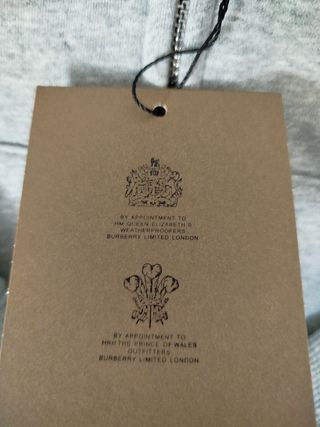 BY APPOINTMENT TO
HM QUEEN ELIZABETH II
WEATHERPROOFERS
BURBERRY LIMITED LONDON
BY APPOINTMENT TO
HRH THE PRINCE OF WALES
OUTFITTERS
BURBERRY LIMITED LONDON